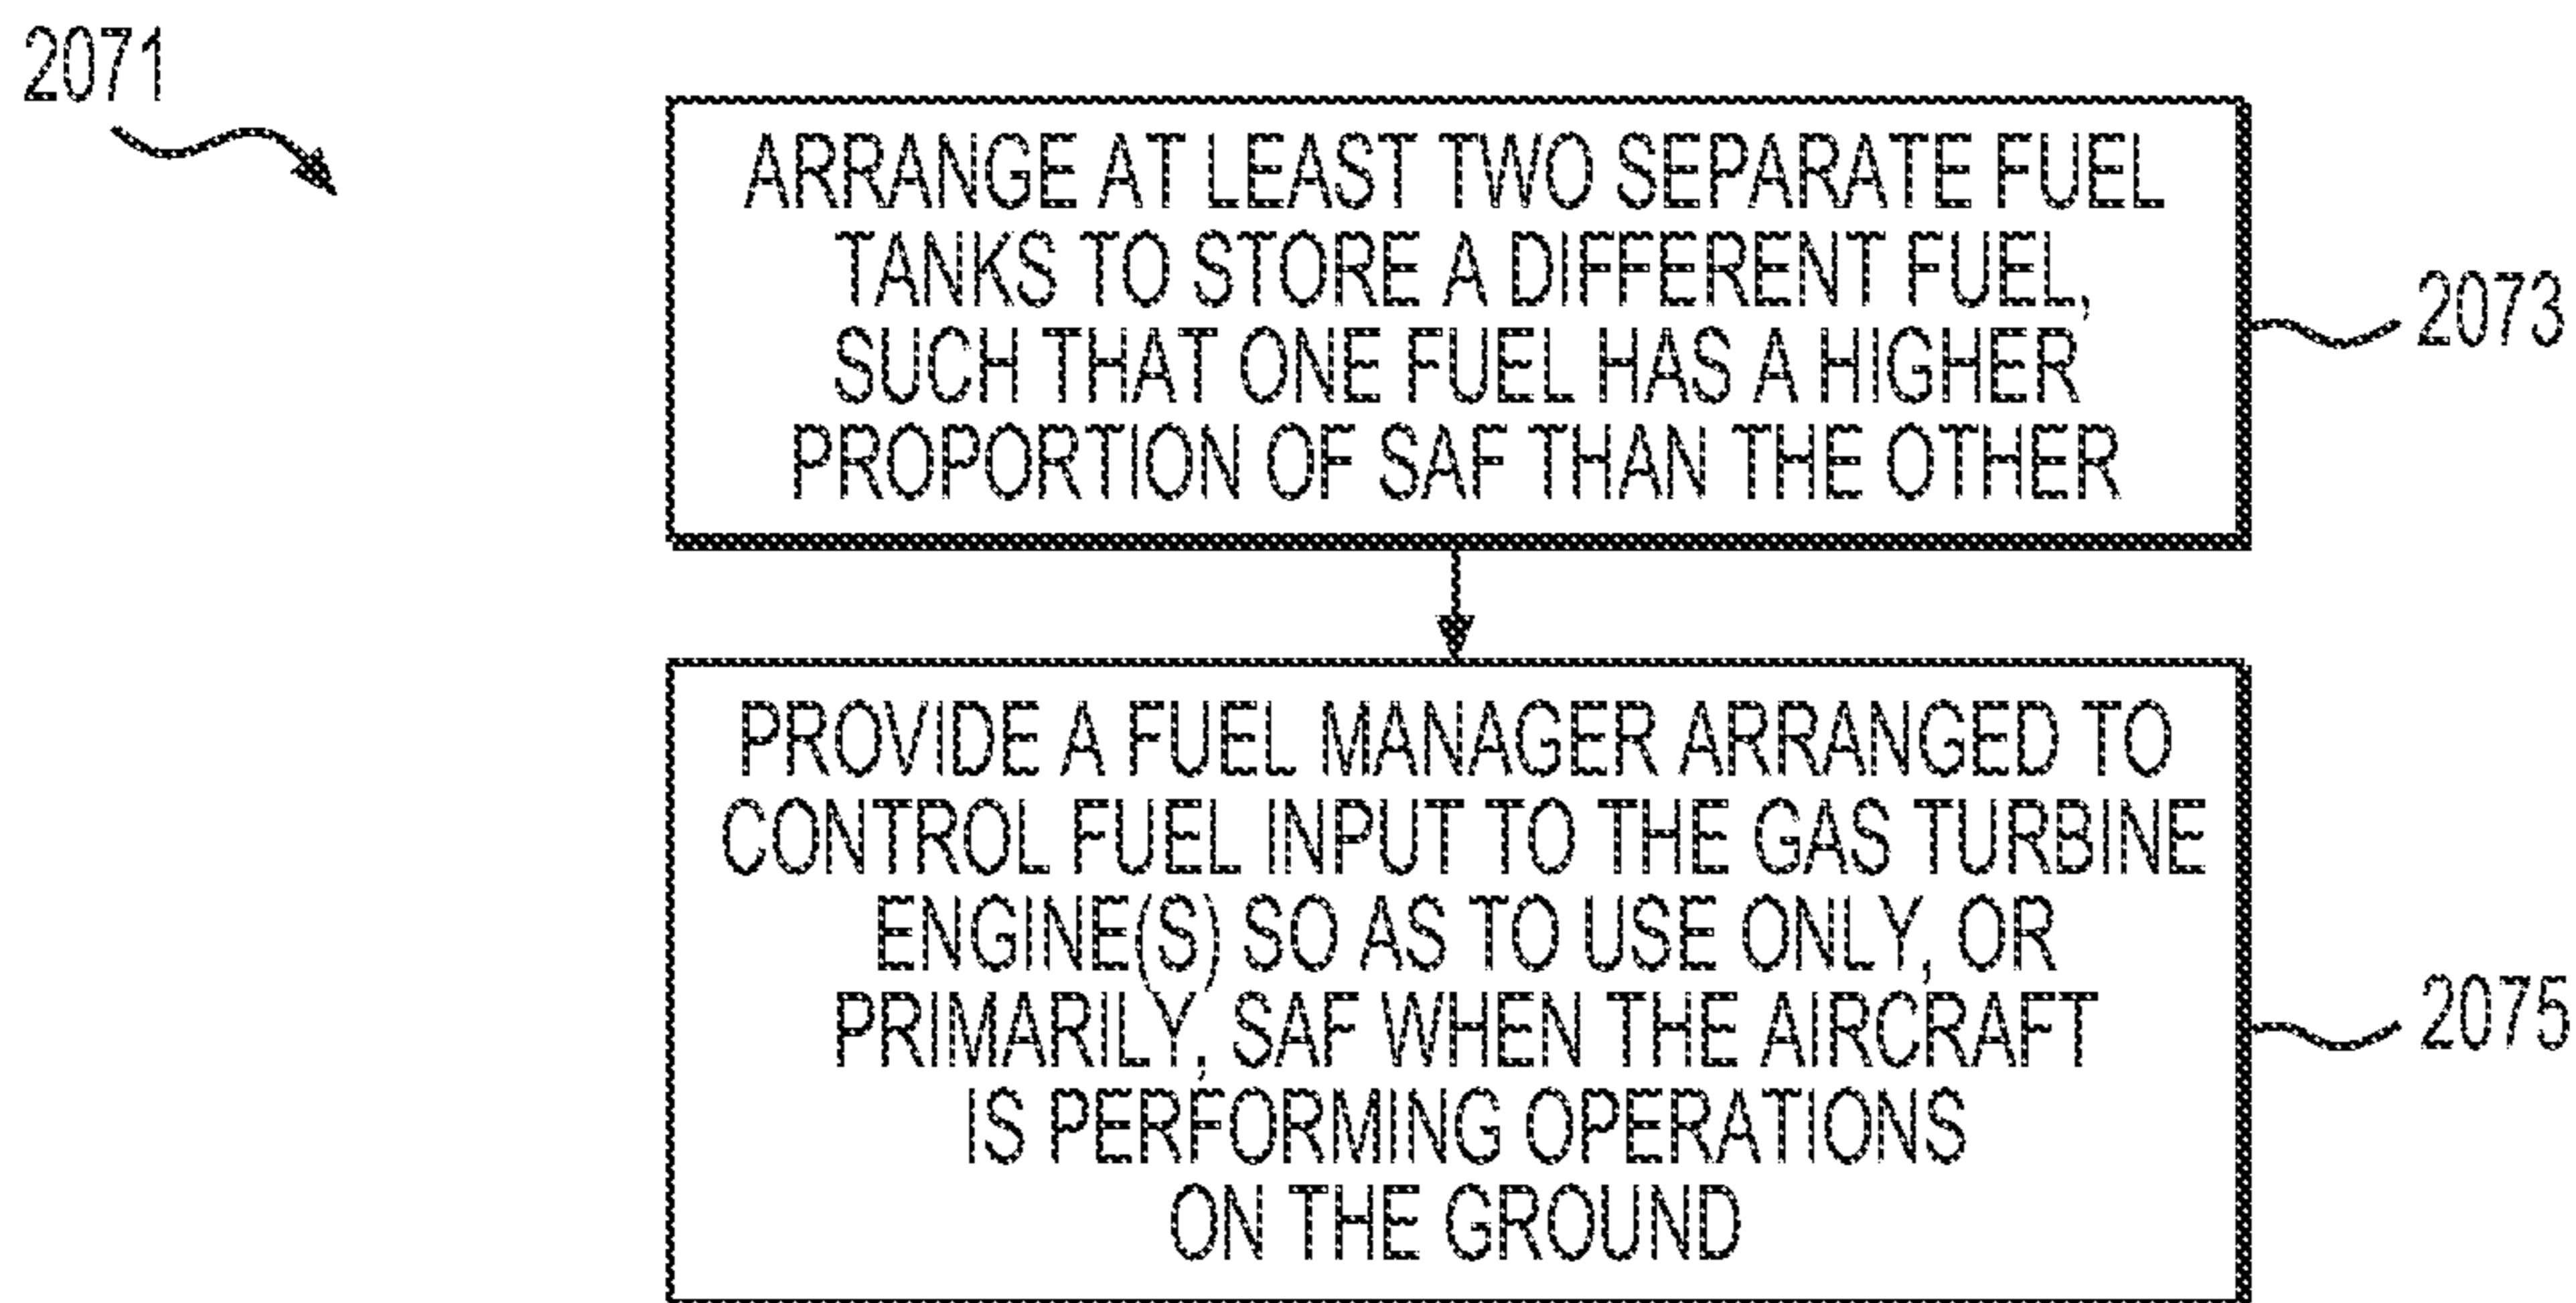 2071
ARRANGE AT LEAST TWO SEPARATE FUEL
TANKS TO STORE A DIFFERENT FUEL,
SUCH THAT ONE FUEL HAS A HIGHER
PROPORTION OF SAF THAN THE OTHER
2073
PROVIDE A FUEL MANAGER ARRANGED TO
CONTROL FUEL INPUT TO THE GAS TURBINE
ENGINE(S) SO AS TO USE ONLY, OR
PRIMARILY, SAF WHEN THE AIRCRAFT
IS PERFORMING OPERATIONS
ON THE GROUND
2075